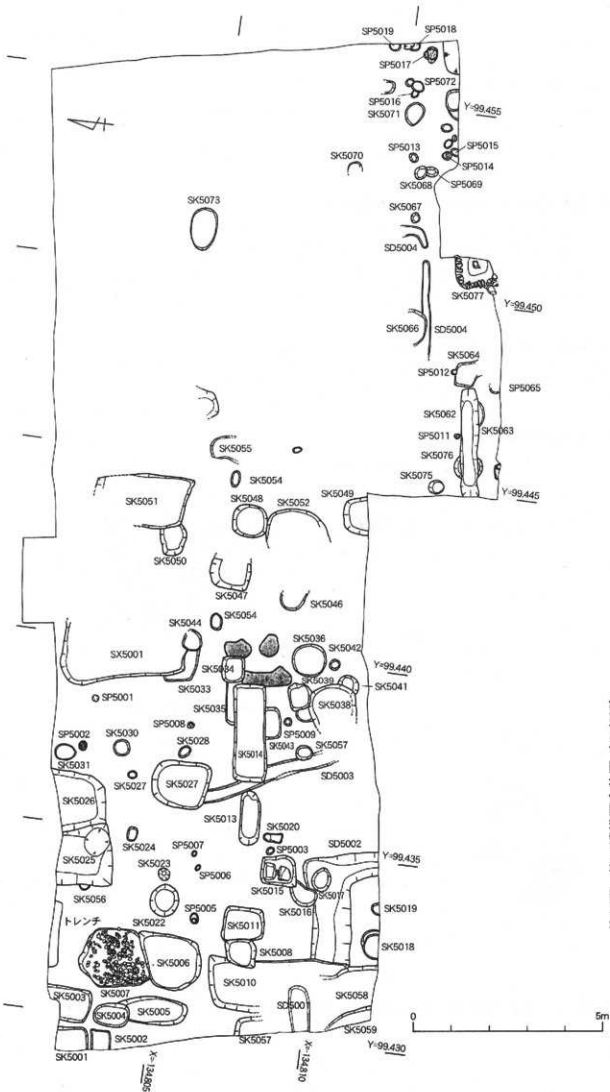 SP5019
SP5018
SP5017
SP5072
SP5016
SK5071
Y=99.455
SP5013
SP5015
SK5070
SP5014
SK5068
SP5069
SK5073
SK5067
SD5004
SK5077
Y=99.450
SK5066
SD5004
SK5064
SP5012
SP5065
SK5062
SK5063
SP5011
SK5055
SK5076
SK5054
SK5075
SK5051
SK5048
SK5052
SK5049
Y=99.445
SK5050
SK5047
SK5046
SK5054
SK5044
SK5036
SK5042
SX5001
SK5034
Y=99.440
SK5033
SK5039
SK5041
SP5001
SK5035
SK5038
SP5008
SP5009
SP5002
SK5030
SK5028
SK5014
SK5043
SK5057
SK5031
SK5027
SK5027
SD5003
SK5026
SK5013
SK5024
SK5020
SP5007
SP5003
SD5002
Y=99.435
SK5025
SK5023
SP5006
SK5015
SK5017
SK5056
SK5016
SK5019
トレンチ
SK5022
SP5005
SK5011
SK5018
SK5006
SK5008
SK5007
SK5010
SK5003
SK5004
SK5005
SD5001
SK5058
SK5057
SK5059
SK5001
SK5002
Y=99.430
X=134.805
X=134.810
0
5m